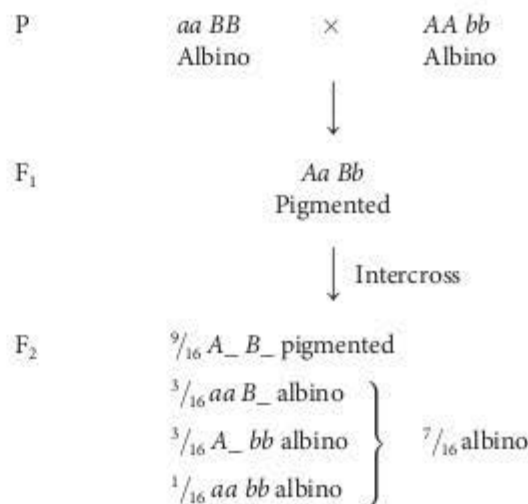 P aa BB × AA bb
Albino Albino
F₁ Aa Bb
Pigmented
Intercross
F₂ ⁹/₁₆ A_ B_ pigmented
³/₁₆ aa B_ albino
³/₁₆ A_ bb albino ⁷/₁₆ albino
¹/₁₆ aa bb albino